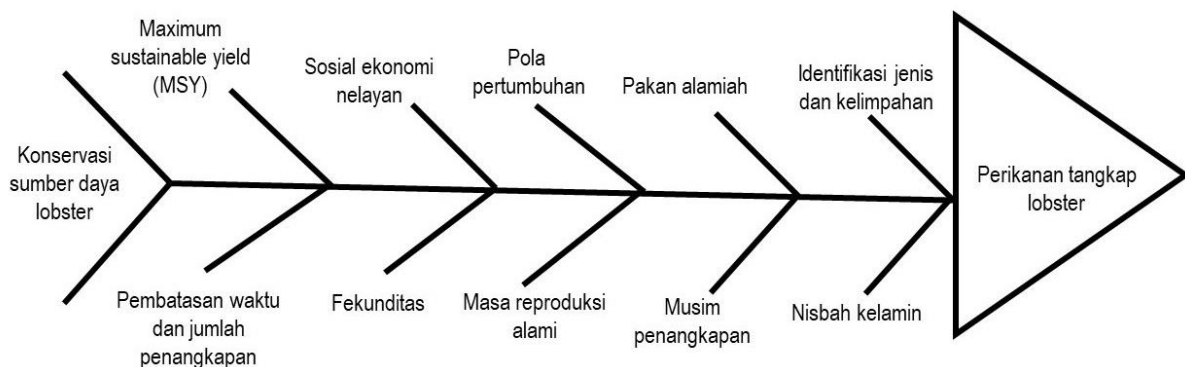 Maximum
sustainable yield
(MSY)
Sosial ekonomi
nelayan
Pola
pertumbuhan
Pakan alamiah
Identifikasi jenis
dan kelimpahan
Konservasi
sumber daya
lobster
Perikanan tangkap
lobster
Pembatasan waktu
dan jumlah
penangkapan
Fekunditas
Masa reproduksi
alami
Musim
penangkapan
Nisbah kelamin